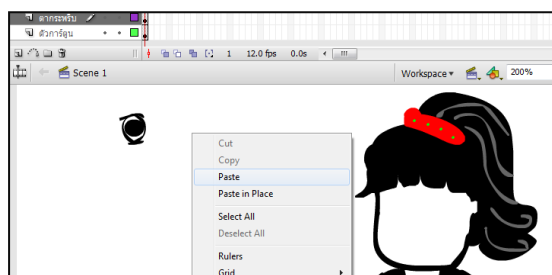 ตากระพริบ
ตัวการ์ตูน
1 12.0 fps 0.0s
Scene 1 Workspace 200%
Cut
Copy
Paste
Paste in Place
Select All
Deselect All
Rulers
Grid